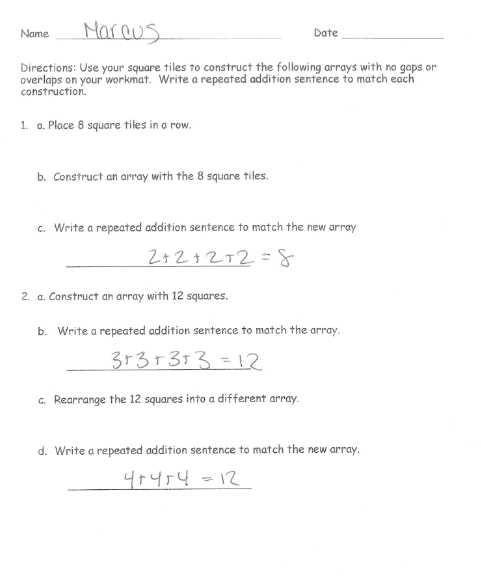 Name Marcus Date
Directions: Use your square tiles to construct the following arrays with no gaps or
overlaps on your workmat. Write a repeated addition sentence to match each
construction.
1. a. Place 8 square tiles in a row.
b. Construct an array with the 8 square tiles.
c. Write a repeated addition sentence to match the new array
2+2+2+2 = 8
2. a. Construct an array with 12 squares.
b. Write a repeated addition sentence to match the array.
3+3+3+3 = 12
c. Rearrange the 12 squares into a different array.
d. Write a repeated addition sentence to match the new array.
4+4+4 = 12